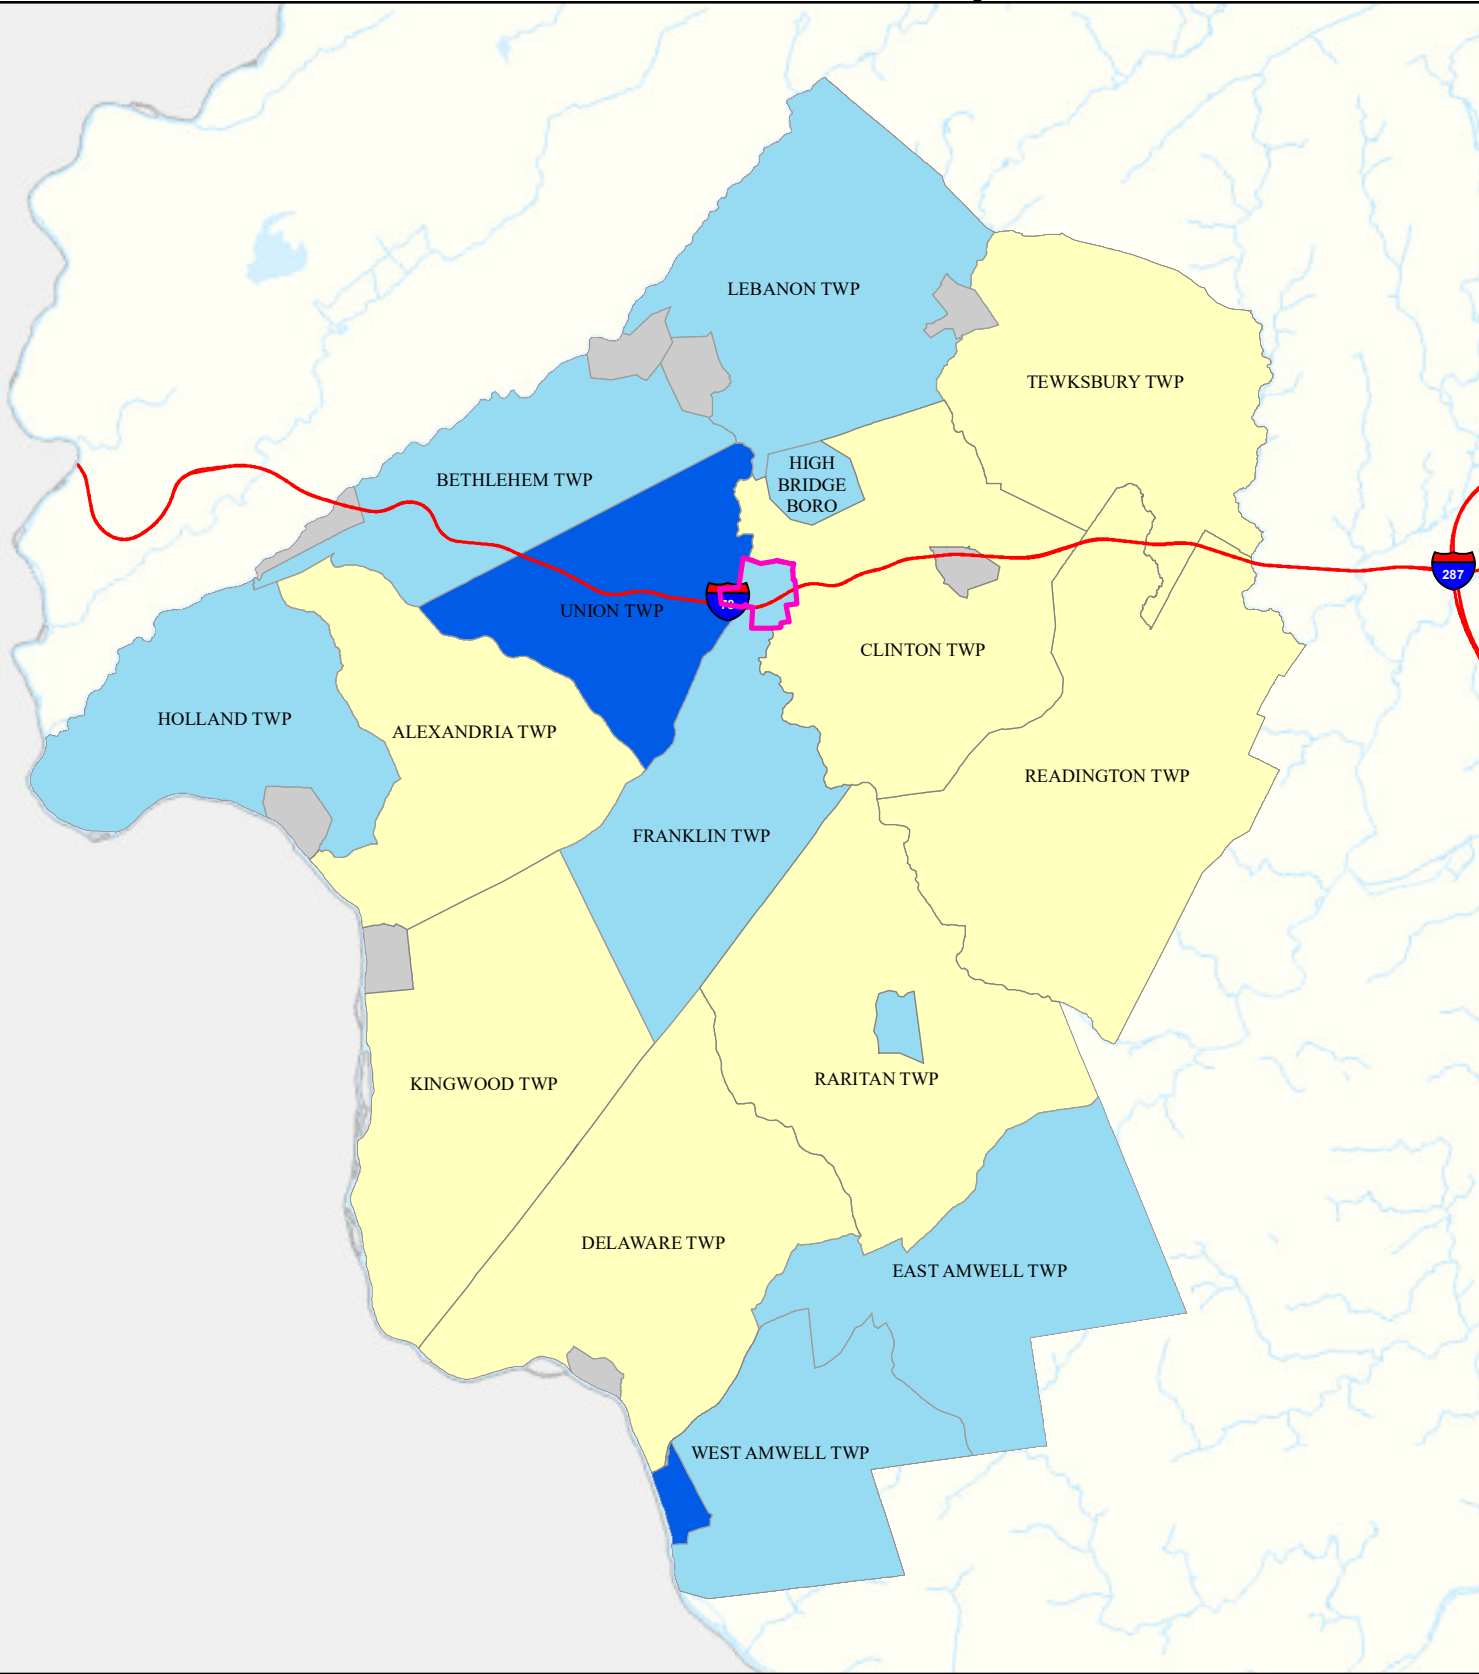 LEBANON TWP
TEWKSBURY TWP
HIGH
BRIDGE
BORO
BETHLEHEM TWP
287
UNION TWP
CLINTON TWP
HOLLAND TWP
ALEXANDRIA TWP
READINGTON TWP
FRANKLIN TWP
KINGWOOD TWP
RARITAN TWP
DELAWARE TWP
EAST AMWELL TWP
WEST AMWELL TWP